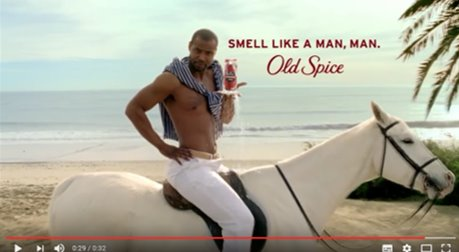 SMELL LIKE A MAN, MAN.
Old Spice
0:29 / 0:32